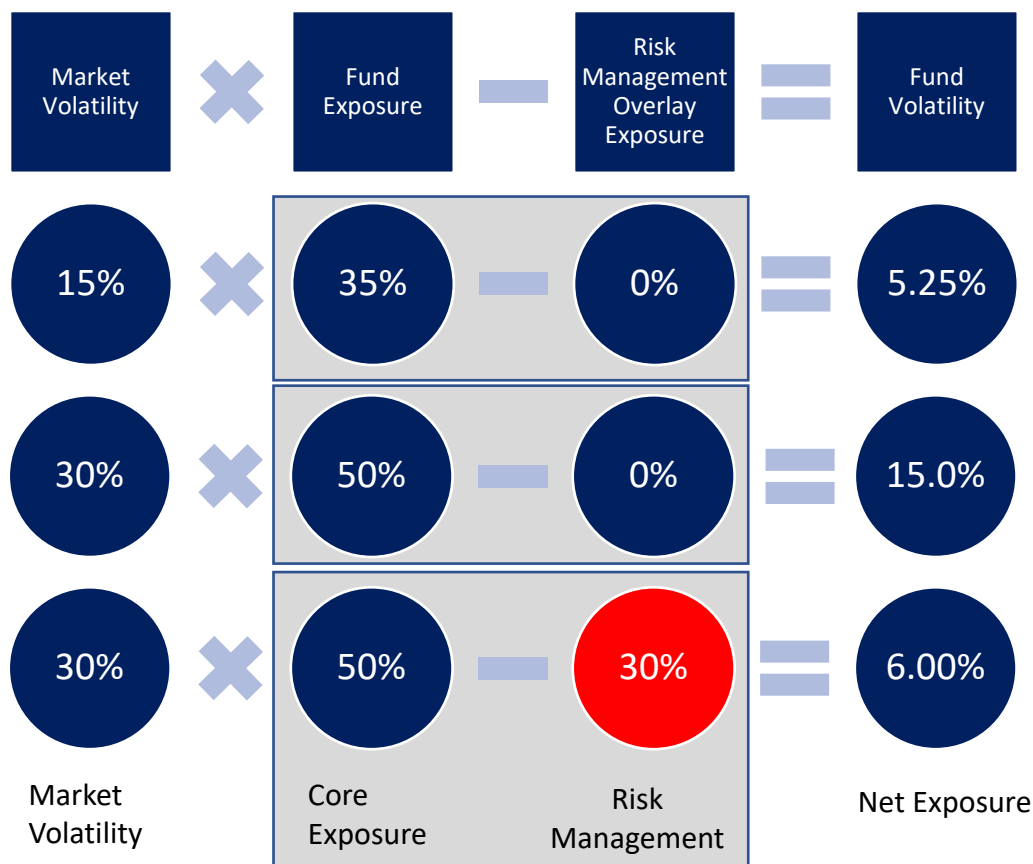 Market
Volatility
Fund
Exposure
Risk
Management
Overlay
Exposure
Fund
Volatility
15%
35%
0%
5.25%
30%
50%
0%
15.0%
30%
50%
30%
6.00%
Market
Volatility
Core
Exposure
Risk
Management
Net Exposure